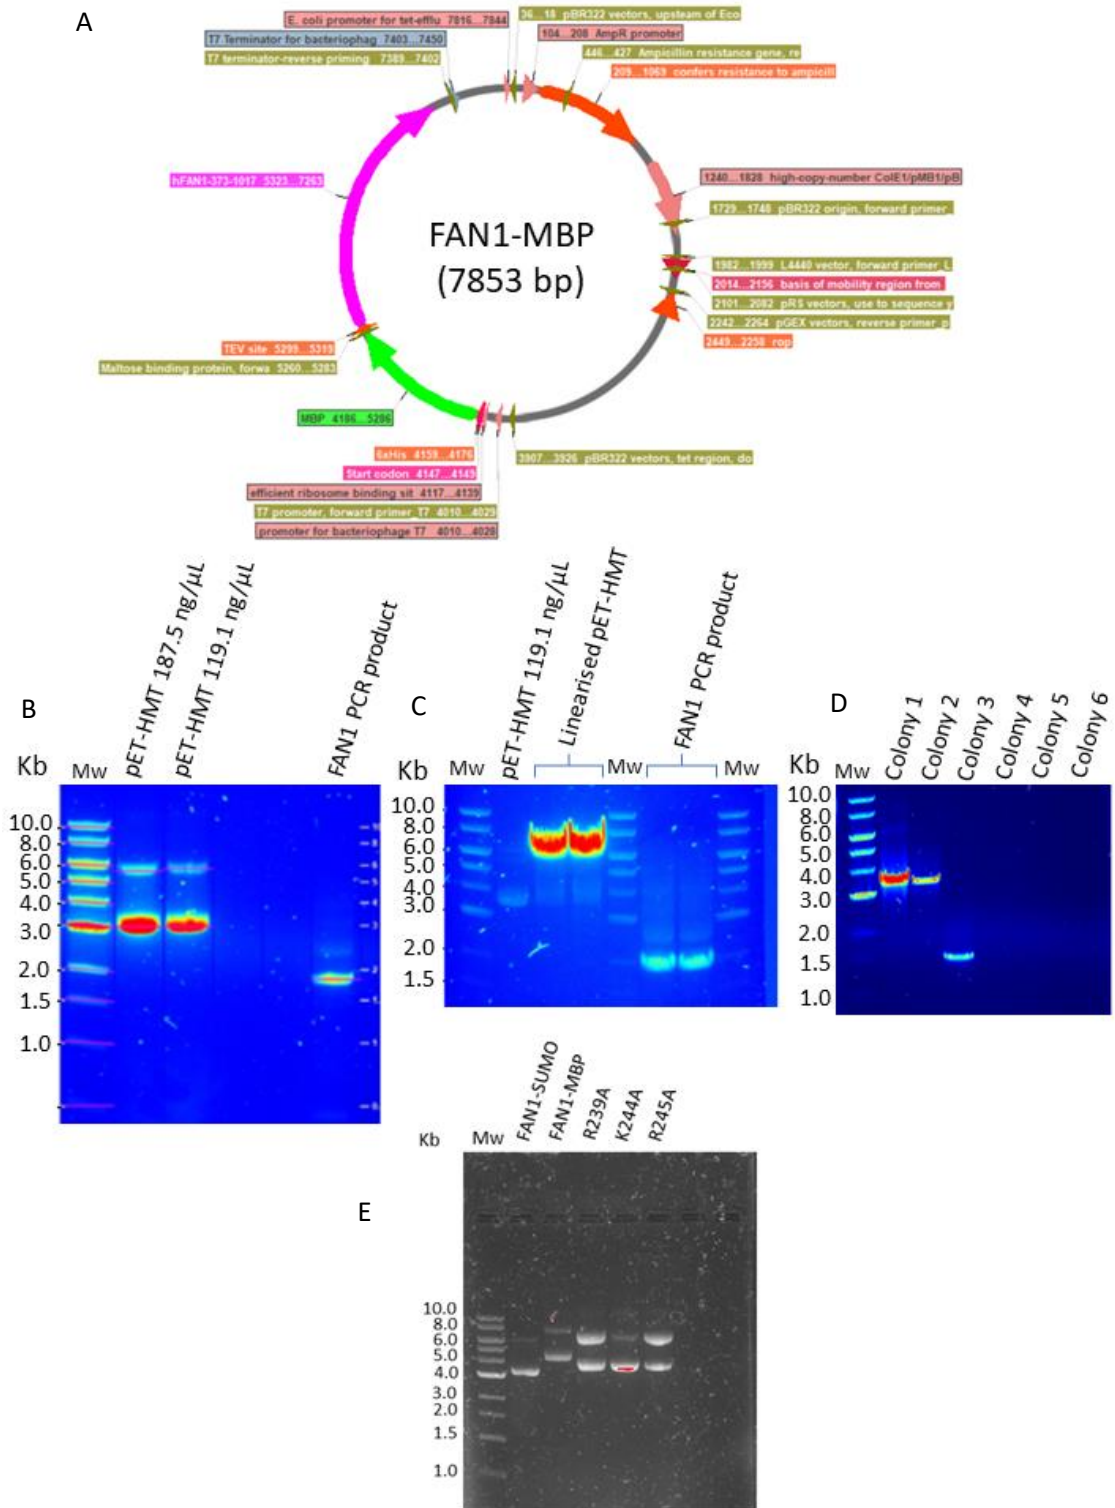 A
E. coli promoter for tet-efflu 7816...7844
T7 Terminator for bacteriophag 7403...7450
T7 terminator-reverse priming 7389...7402
36...18 pBR322 vectors, upsteam of Eco
104...208 AmpR promoter
446...427 Ampicillin resistance gene, re
209...1069 confers resistance to ampicill
hFAN1-373-1017 5323...7263
1240...1828 high-copy-number ColE1/pMB1/pB
1729...1748 pBR322 origin, forward primer_
FAN1-MBP
(7853 bp)
1982...1999 L4440 vector, forward primer_L
2014...2156 basis of mobility region from
2101...2082 pRS vectors, use to sequence y
2242...2264 pGEX vectors, reverse primer_p
2449...2258 rop
TEV site 5299...5319
Maltose binding protein, forwa 5260...5283
MBP 4186...5286
6xHis 4159...4176
Start codon 4147...4149
efficient ribosome binding sit 4117...4139
T7 promoter, forward primer_T7 4010...4029
promoter for bacteriophage T7 4010...4028
3907...3926 pBR322 vectors, tet region, do
B
Kb
Mw
pET-HMT 187.5 ng/µL
pET-HMT 119.1 ng/µL
FAN1 PCR product
10.0
8.0
6.0
5.0
4.0
3.0
2.0
1.5
1.0
C
Kb
Mw
pET-HMT 119.1 ng/µL
Linearised pET-HMT
Mw
FAN1 PCR product
Mw
10.0
8.0
6.0
5.0
4.0
3.0
2.0
1.5
D
Kb
Mw
Colony 1
Colony 2
Colony 3
Colony 4
Colony 5
Colony 6
10.0
8.0
6.0
5.0
4.0
3.0
2.0
1.5
1.0
E
Kb
Mw
FAN1-SUMO
FAN1-MBP
R239A
K244A
R245A
10.0
8.0
6.0
5.0
4.0
3.0
2.0
1.5
1.0